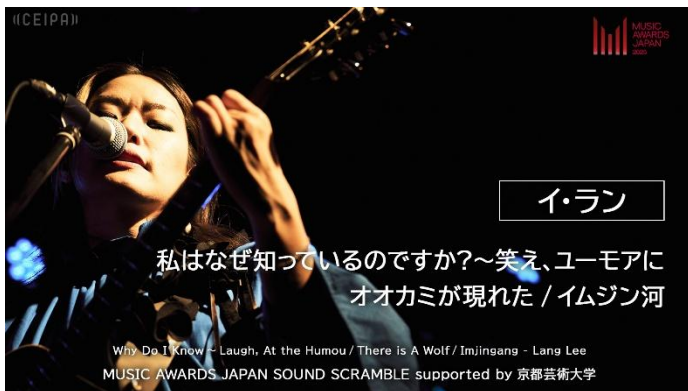 ((CEIPA))
MUSIC
AWARDS
JAPAN
2025
イ・ラン
私はなぜ知っているのですか?~笑え、ユーモアに
オオカミが現れた / イムジン河
Why Do I Know ~ Laugh, At the Humou / There is A Wolf / Imjingang - Lang Lee
MUSIC AWARDS JAPAN SOUND SCRAMBLE supported by 京都芸術大学